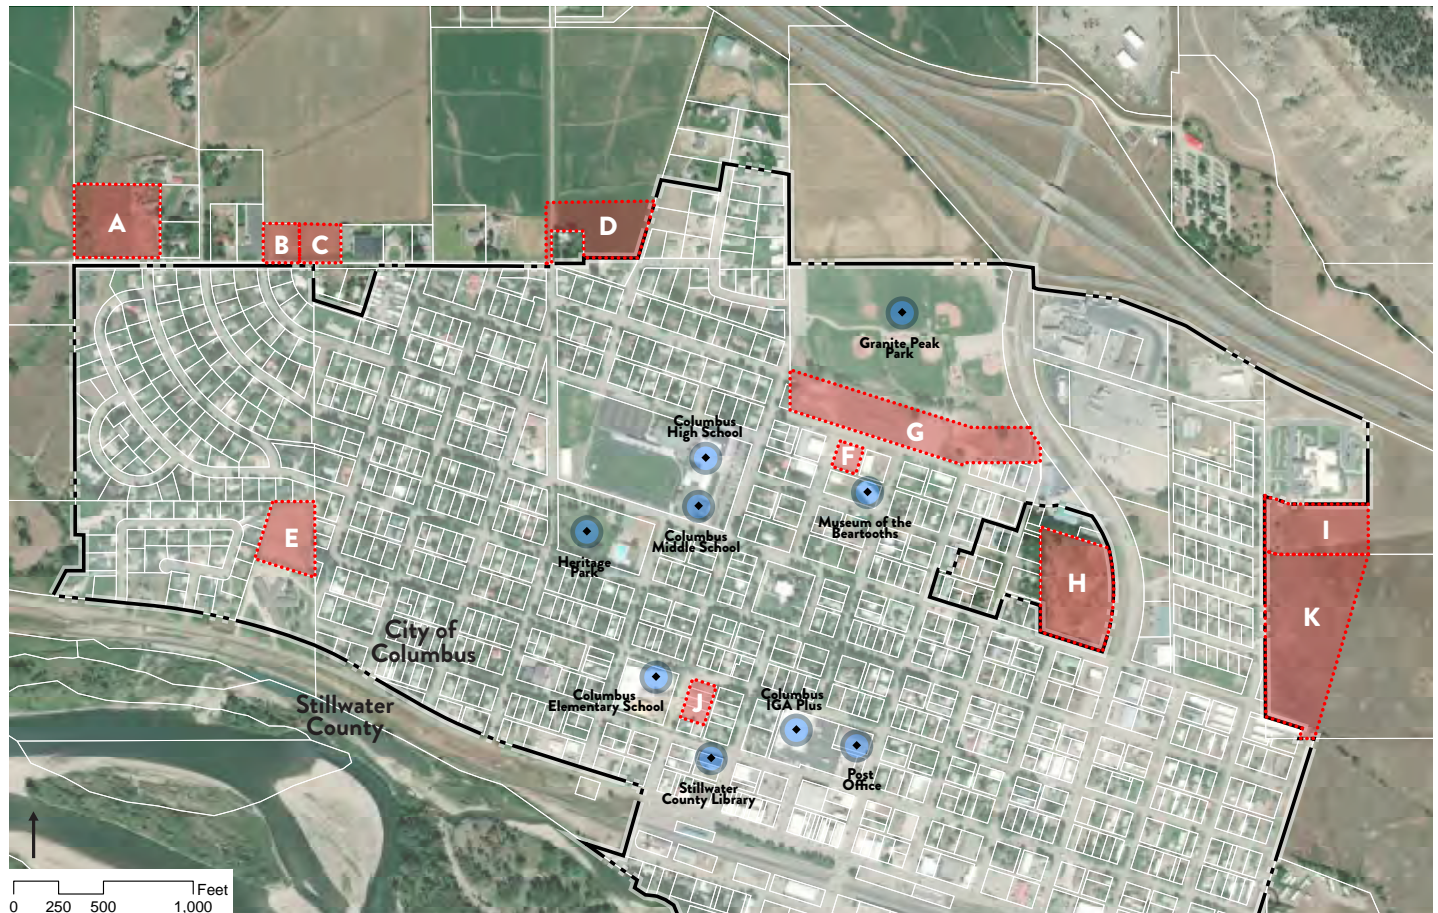 A
B
C
D
Granite Peak
Park
Columbus
High School
G
F
Museum of the
Beartooths
Columbus
Middle School
E
Heritage
Park
H
I
K
City of
Columbus
Stillwater
County
Columbus
Elementary School
J
Columbus
IGA Plus
Post
Office
Stillwater
County Library
Feet
0 250 500 1,000